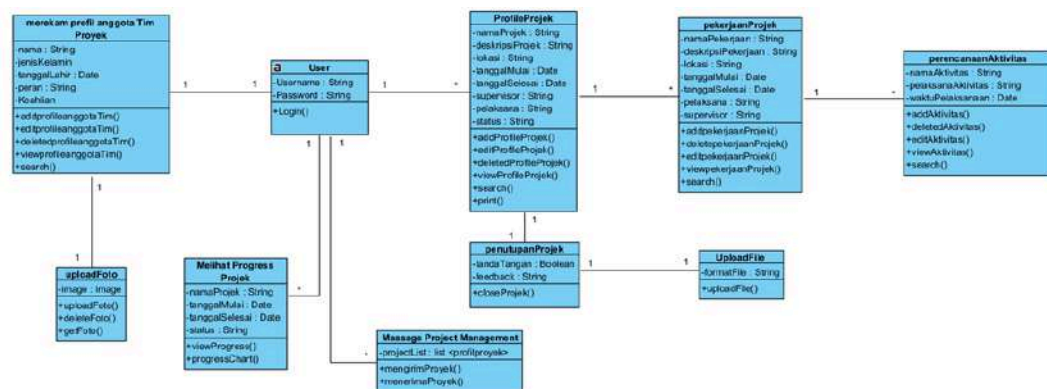 merekam prefil anggota Tim
Proyek
-nama : String
-jenisKelamin
-tanggalLahir : Date
-peran : String
-Keahlian
+additprofileanggotaTim()
+editprofileanggotaTim()
+deletedprofileanggotaTim()
+viewprofileanggotaTim()
+search()
1
1
a User
-Username : String
-Password : String
+Login()
1
*
ProfileProjek
-namaProjek : String
-deskripsiProjek : String
-lokasi : String
-tanggalMulai : Date
-tanggalSelesai : Date
-supervisor : String
-pelaksana : String
-status : String
+addProfileProjek()
+editProfileProjek()
+deletedProfileProjek()
+viewProfileProjek()
+search()
+print()
1
*
pekerjaanProjek
-namaPekerjaan : String
-deskripsiPekerjaan : String
-lokasi : String
-tanggalMulai : Date
-tanggalSelesai : Date
-pelaksana : String
-supervisor : String
+additpekerjaanProjek()
+deletepekerjaanProjek()
+editpekerjaanProjek()
+viewpekerjaanProjek()
+search()
1
*
perencanaanAktivitas
-namaAktivitas : String
-pelaksanaAktivitas : String
-waktuPelaksanaan : Date
+addAktivitas()
+deletedAktivitas()
+editAktivitas()
+viewAktivitas()
+search()
1
1
uploadFoto
-image : Image
+uploadFoto()
+deleteFoto()
+getFoto()
1
*
Melihat Progress
Projek
-namaProjek : String
-tanggalMulai : Date
-tanggalSelesai : Date
-status : String
+viewProgress()
+progressChart()
1
*
Massage Project Management
-projectList : list <profilproyek>
+mengirimProyek()
+menerimaProyek()
1
1
penutupanProjek
-tandaTangan : Boolean
-feedback : String
+closeProjek()
1
1
UploadFile
-formatFile : String
+uploadFile()